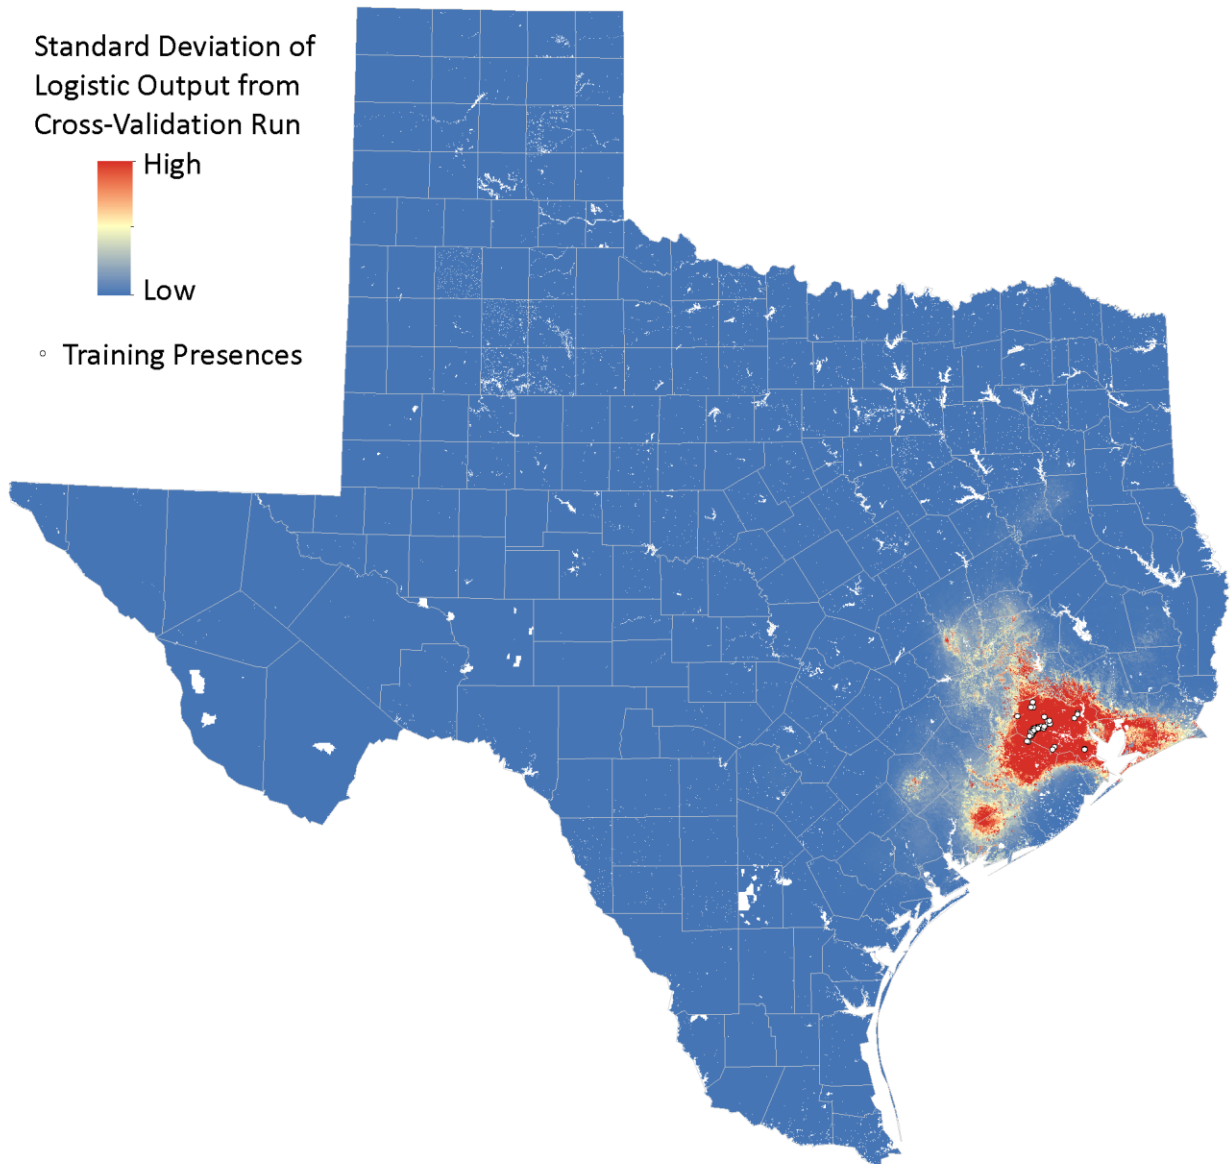 Standard Deviation of
Logistic Output from
Cross-Validation Run
High
Low
Training Presences